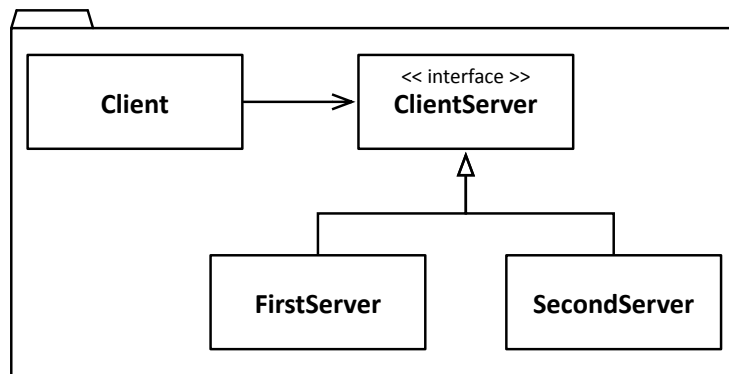 Client
<< interface >>
ClientServer
FirstServer
SecondServer